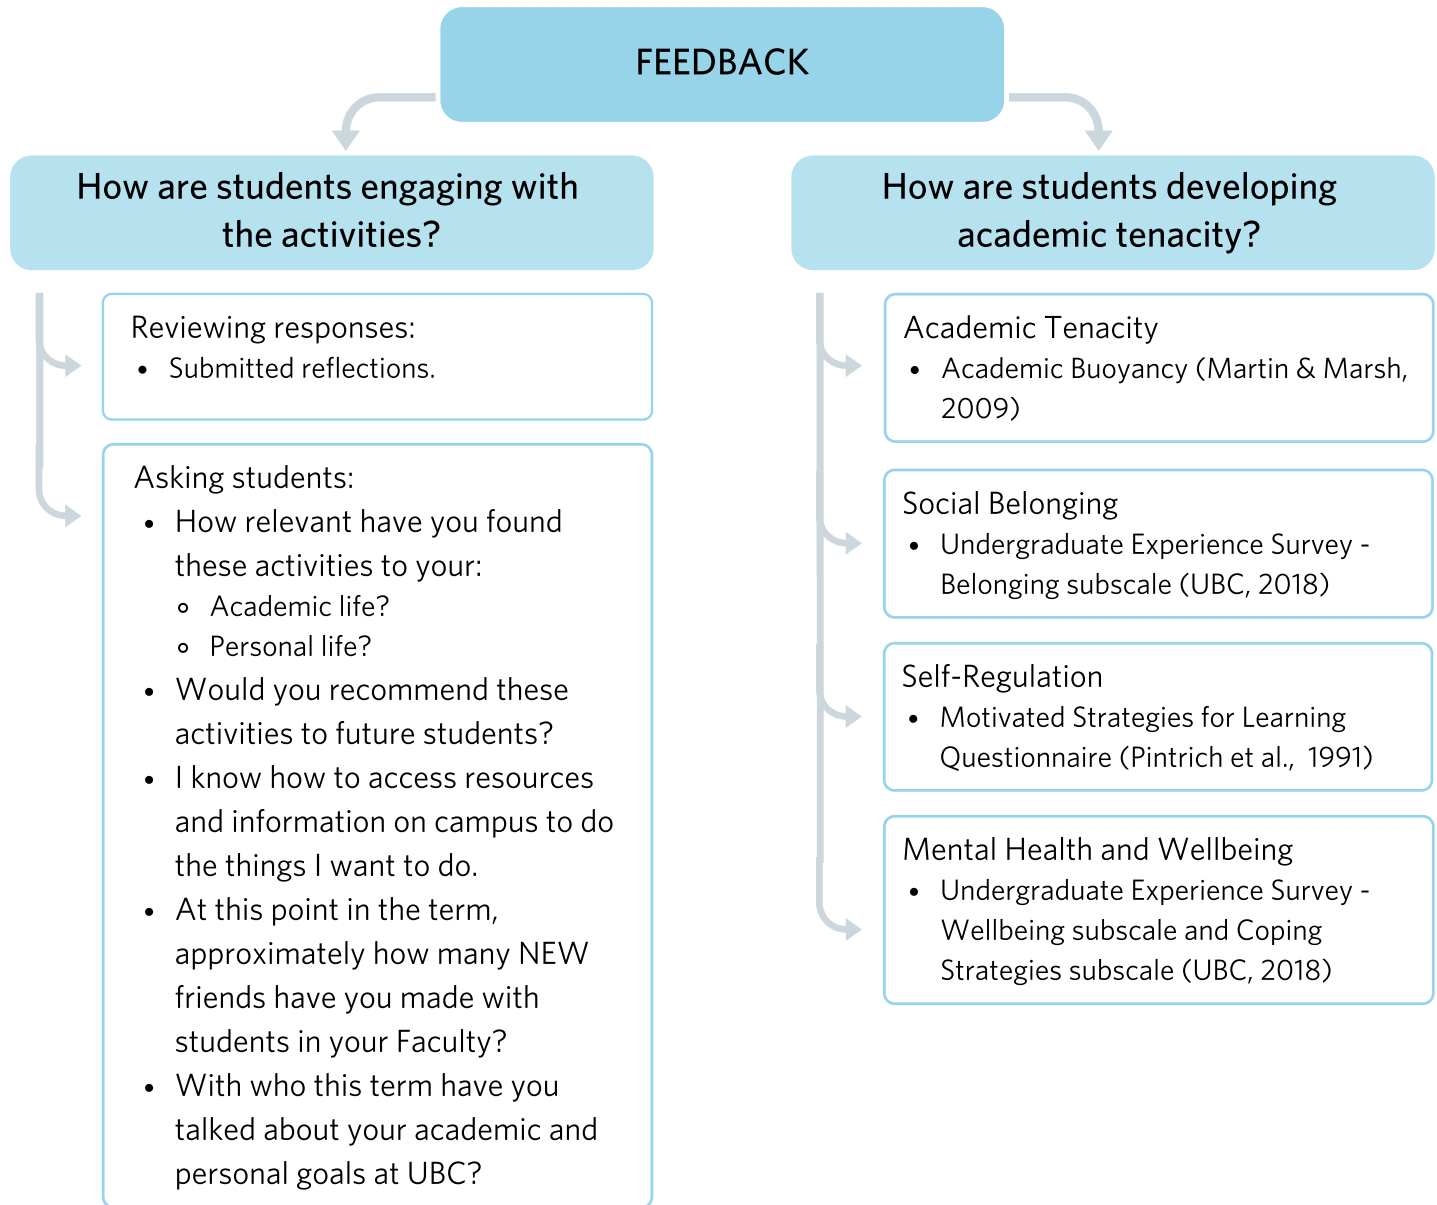 FEEDBACK
How are students engaging with
the activities?
Reviewing responses:
• Submitted reflections.
Asking students:
• How relevant have you found
these activities to your:
◦ Academic life?
◦ Personal life?
• Would you recommend these
activities to future students?
• I know how to access resources
and information on campus to do
the things I want to do.
• At this point in the term,
approximately how many NEW
friends have you made with
students in your Faculty?
• With who this term have you
talked about your academic and
personal goals at UBC?
How are students developing
academic tenacity?
Academic Tenacity
• Academic Buoyancy (Martin & Marsh,
2009)
Social Belonging
• Undergraduate Experience Survey -
Belonging subscale (UBC, 2018)
Self-Regulation
• Motivated Strategies for Learning
Questionnaire (Pintrich et al., 1991)
Mental Health and Wellbeing
• Undergraduate Experience Survey -
Wellbeing subscale and Coping
Strategies subscale (UBC, 2018)